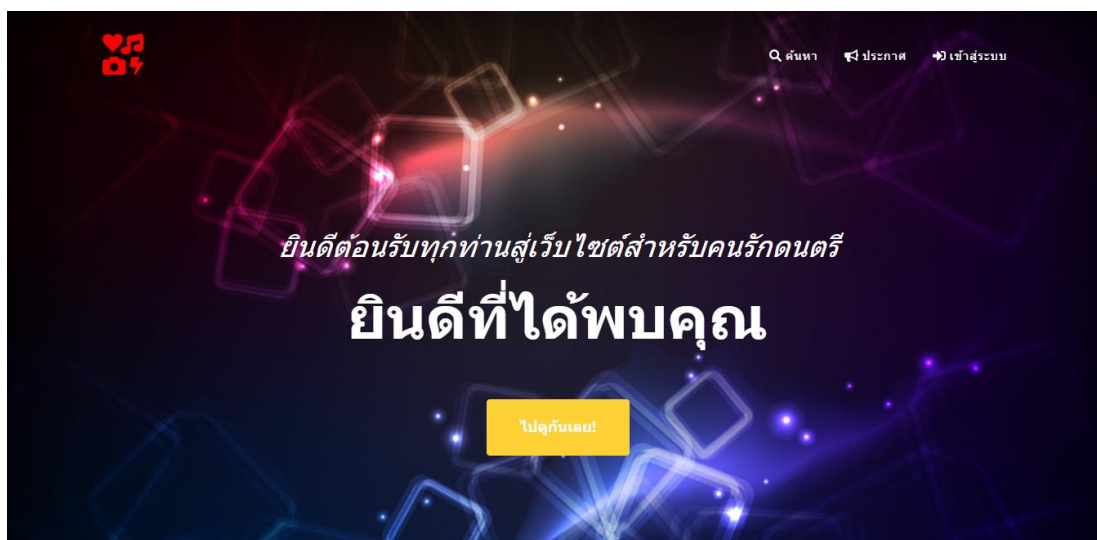 ค้นหา ประกาศ เข้าสู่ระบบ
ยินดีต้อนรับทุกท่านสู่เว็บไซต์สำหรับคนรักดนตรี
ยินดีที่ได้พบคุณ
ไปดูกันเลย!